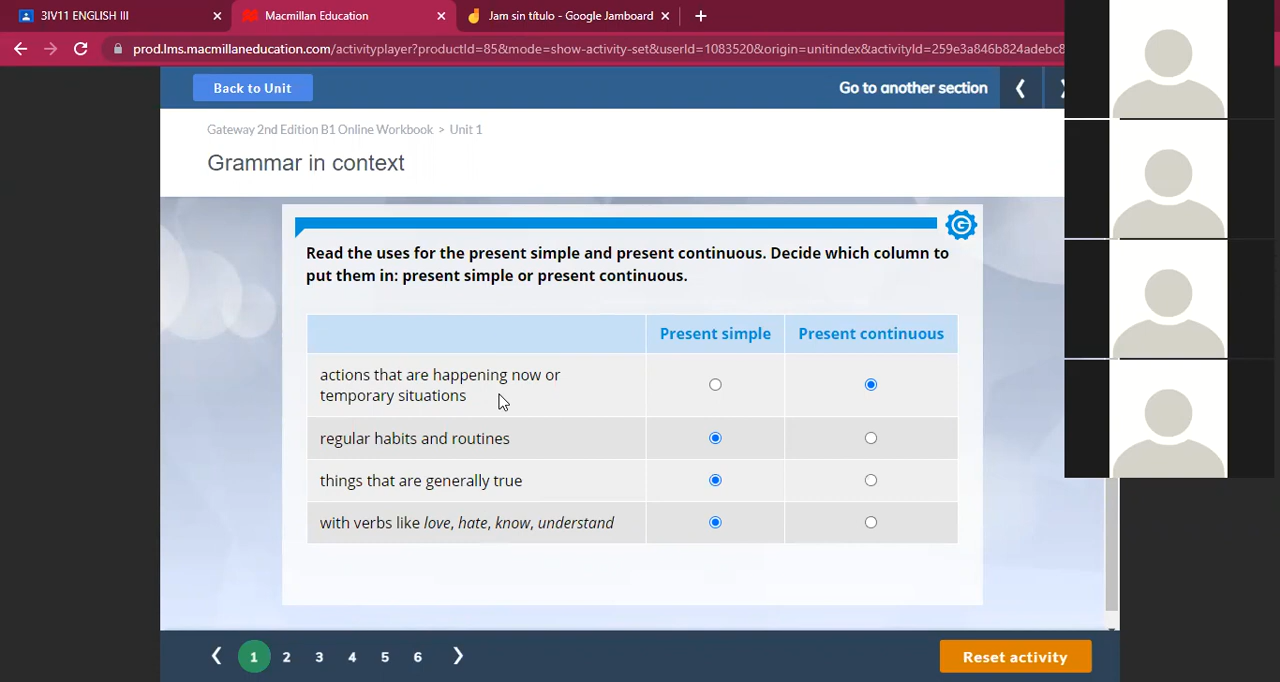 3IV11 ENGLISH III
Macmillan Education
Jam sin título - Google Jamboard
prod.lms.macmillaneducation.com/activityplayer?productId=85&mode=show-activity-set&userId=1083520&origin=unitindex&activityId=259e3a846b824adebc8
Back to Unit
Go to another section
Gateway 2nd Edition B1 Online Workbook > Unit 1
Grammar in context
G
Read the uses for the present simple and present continuous. Decide which column to
put them in: present simple or present continuous.
Present simple Present continuous
actions that are happening now or
temporary situations
regular habits and routines
things that are generally true
with verbs like love, hate, know, understand
1 2 3 4 5 6
Reset activity